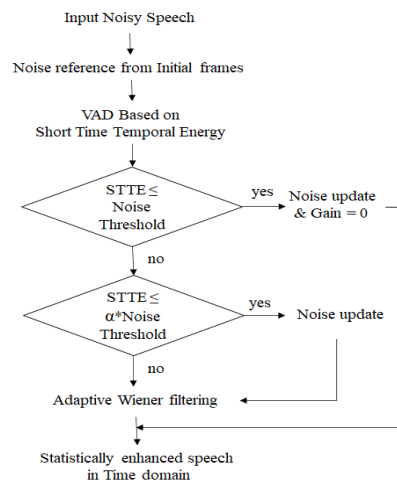 Input Noisy Speech
Noise reference from Initial frames
VAD Based on
Short Time Temporal Energy
STTE ≤
Noise
Threshold
yes
Noise update
& Gain = 0
no
STTE ≤
α*Noise
Threshold
yes
Noise update
no
Adaptive Wiener filtering
Statistically enhanced speech
in Time domain